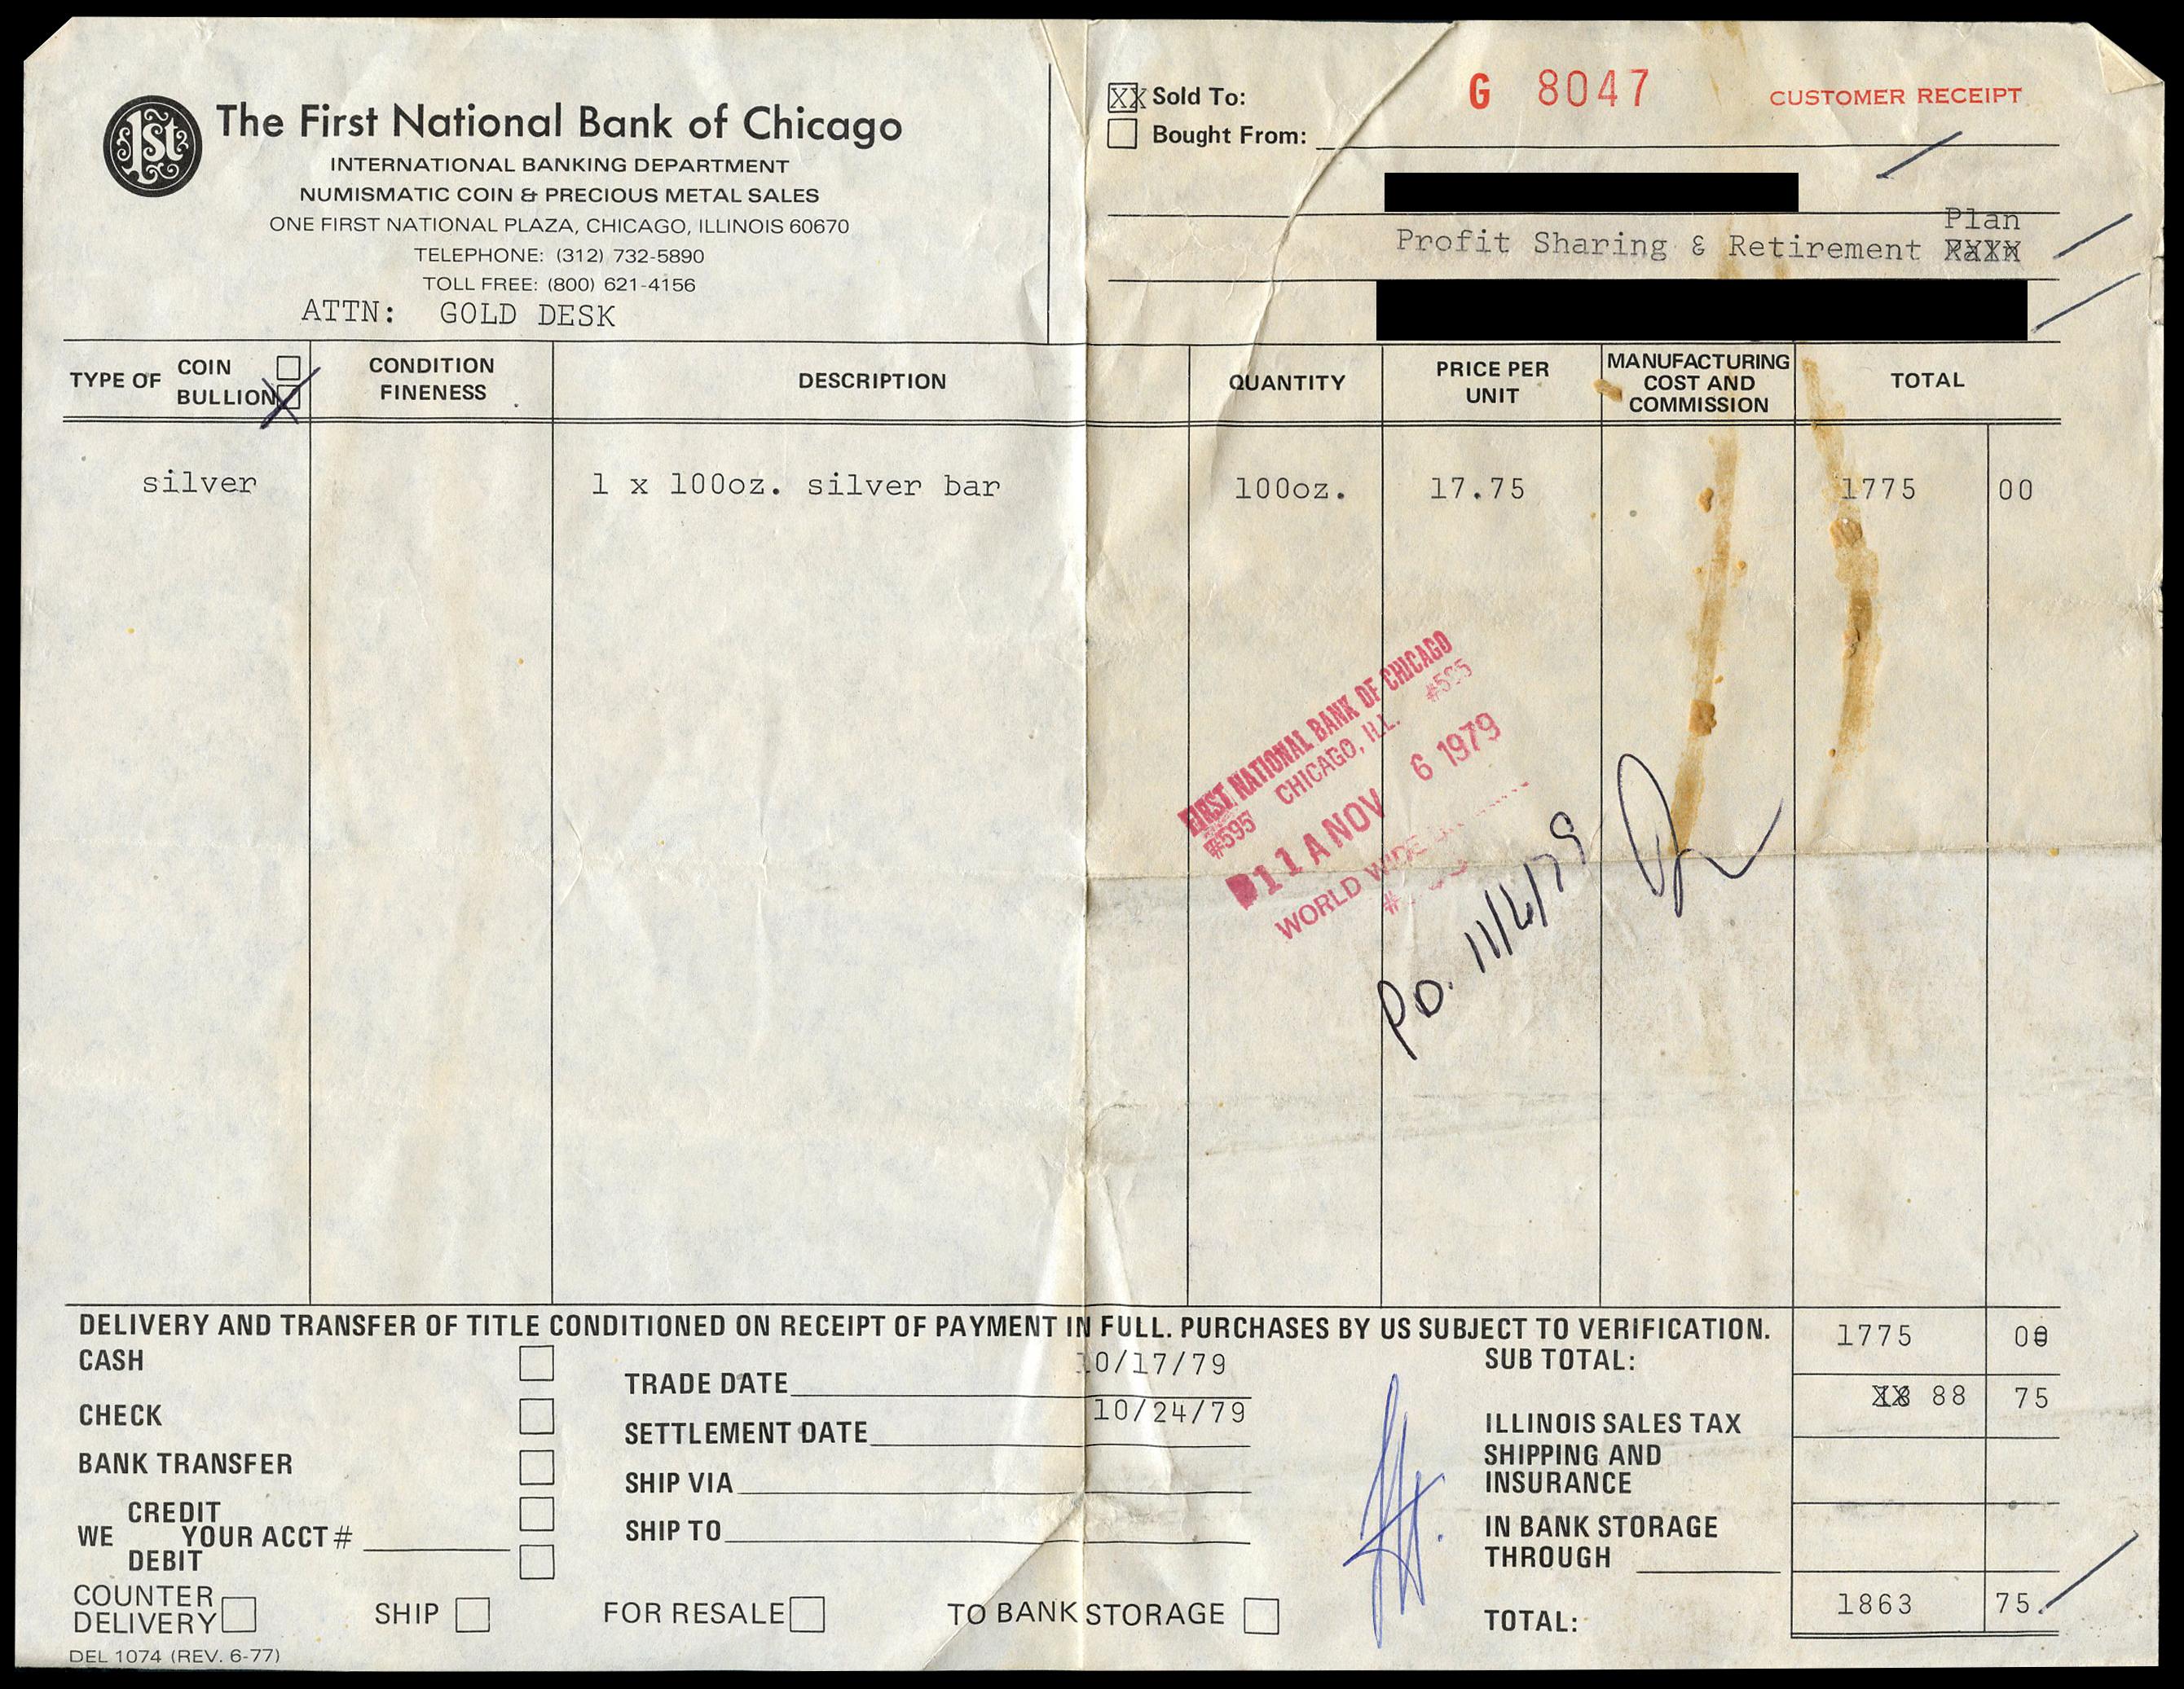 1st
The First National Bank of Chicago
INTERNATIONAL BANKING DEPARTMENT
NUMISMATIC COIN & PRECIOUS METAL SALES
ONE FIRST NATIONAL PLAZA, CHICAGO, ILLINOIS 60670
TELEPHONE: (312) 732-5890
TOLL FREE: (800) 621-4156
ATTN: GOLD DESK
XX Sold To:
G 8047
CUSTOMER RECEIPT
Bought From:
Plan
Profit Sharing & Retirement
TYPE OF COIN
BULLION
CONDITION
FINENESS
DESCRIPTION
QUANTITY
PRICE PER
UNIT
MANUFACTURING
COST AND
COMMISSION
TOTAL
silver
1 x 100oz. silver bar
100oz.
17.75
1775 00
FIRST NATIONAL BANK OF CHICAGO
CHICAGO, ILL.
#595
#595
11 A NOV 6 1979
WORLD WIDE
#
PD. 11/6/79
DELIVERY AND TRANSFER OF TITLE CONDITIONED ON RECEIPT OF PAYMENT IN FULL. PURCHASES BY US SUBJECT TO VERIFICATION.
CASH
CHECK
BANK TRANSFER
CREDIT
WE YOUR ACCT #
DEBIT
COUNTER
DELIVERY
SHIP
FOR RESALE
TO BANK STORAGE
TRADE DATE 10/17/79
SETTLEMENT DATE 10/24/79
SHIP VIA
SHIP TO
SUB TOTAL: 1775 00
ILLINOIS SALES TAX 88 75
SHIPPING AND
INSURANCE
IN BANK STORAGE
THROUGH
TOTAL: 1863 75
DEL 1074 (REV. 6-77)